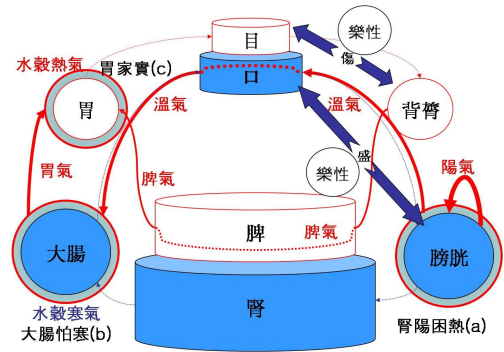 目
樂性
傷
水穀熱氣
胃家實(c)
口
胃
溫氣
溫氣
背膂
胃氣
脾氣
樂性
盛
陽氣
大腸
脾
脾氣
膀胱
腎
水穀寒氣
大腸怕寒(b)
腎陽困熱(a)